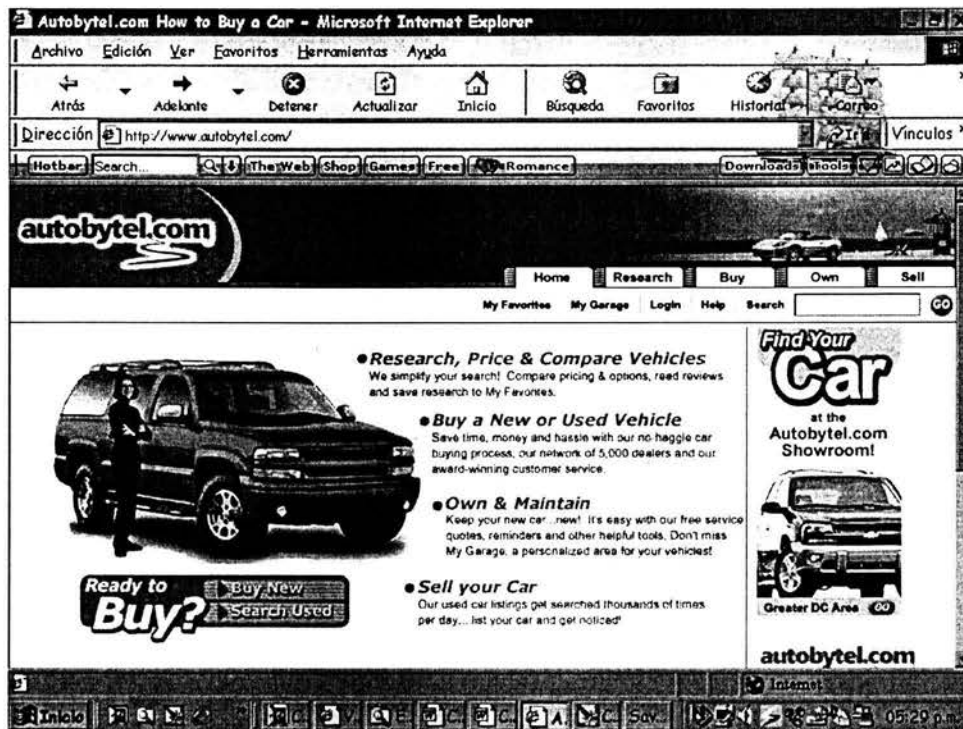 Autobytel.com How to Buy a Car - Microsoft Internet Explorer
Archivo Edición Ver Favoritos Herramientas Ayuda
Atrás Adelante Detener Actualizar Inicio Búsqueda Favoritos Historial Correo
Dirección http://www.autobytel.com/ Ir Vínculos
Hotbar Search... The Web Shop Games Free Romance Downloads Tools
autobytel.com
Home Research Buy Own Sell
My Favorites My Garage Login Help Search GO
Research, Price & Compare Vehicles
We simplify your search! Compare pricing & options, read reviews
and save research to My Favorites.
Buy a New or Used Vehicle
Save time, money and hassle with our no-haggle car
buying process, our network of 5,000 dealers and our
award-winning customer service.
Own & Maintain
Keep your new car...new! It's easy with our free service
quotes, reminders and other helpful tools. Don't miss
My Garage, a personalized area for your vehicles!
Sell your Car
Our used car listings get searched thousands of times
per day... list your car and get noticed!
Ready to
Buy?
Buy New
Search Used
Find Your
Car
at the
Autobytel.com
Showroom!
Greater DC Area GO
autobytel.com
Internet
Inicio C.. V.. E.. C.. C.. A.. C.. Sav.. 05:29 p.m.